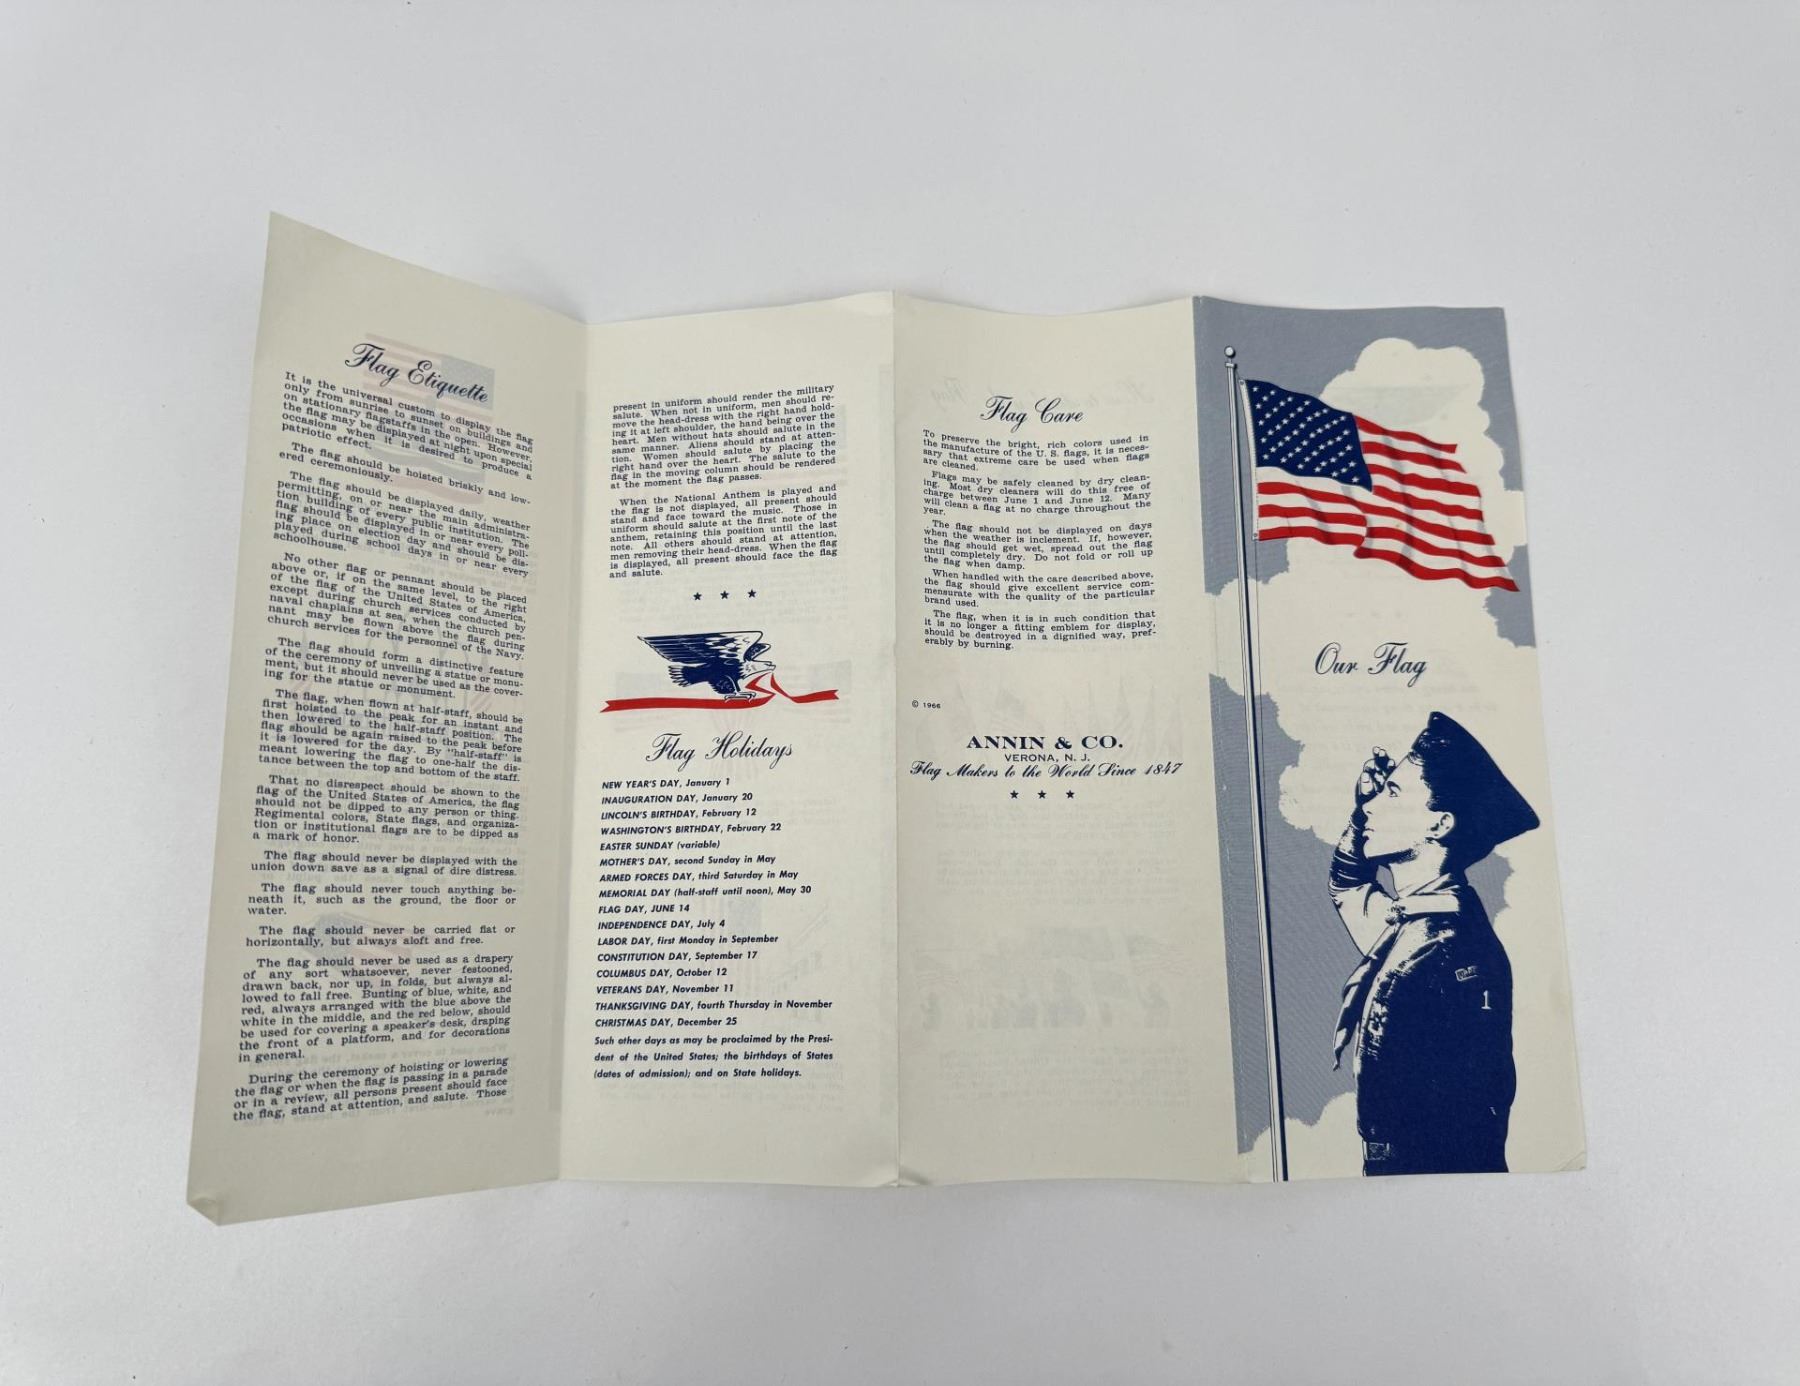 Flag Etiquette
It is the universal custom to display the flag
only from sunrise to sunset on buildings and
on stationary flagstaffs in the open. However,
the flag may be displayed at night upon special
occasions when it is desired to produce a
patriotic effect.
The flag should be hoisted briskly and low-
ered ceremoniously.
The flag should be displayed daily, weather
permitting, on or near the main administra-
tion building of every public institution. The
flag should be displayed in or near every poll-
ing place on election day and should be dis-
played during school days in or near every
schoolhouse.
No other flag or pennant should be placed
above or, if on the same level, to the right
of the flag of the United States of America,
except during church services conducted by
naval chaplains at sea, when the church pen-
nant may be flown above the flag during
church services for the personnel of the Navy.
The flag should form a distinctive feature
of the ceremony of unveiling a statue or monu-
ment, but it should never be used as the cover-
ing for the statue or monument.
The flag, when flown at half-staff, should be
first hoisted to the peak for an instant and
then lowered to the half-staff position. The
flag should be again raised to the peak before
it is lowered for the day. By "half-staff" is
meant lowering the flag to one-half the dis-
tance between the top and bottom of the staff.
That no disrespect should be shown to the
flag of the United States of America, the flag
should not be dipped to any person or thing.
Regimental colors, State flags, and organiza-
tion or institutional flags are to be dipped as
a mark of honor.
The flag should never be displayed with the
union down save as a signal of dire distress.
The flag should never touch anything be-
neath it, such as the ground, the floor or
water.
The flag should never be carried flat or
horizontally, but always aloft and free.
The flag should never be used as a drapery
of any sort whatsoever, never festooned,
drawn back, nor up, in folds, but always al-
lowed to fall free. Bunting of blue, white, and
red, always arranged with the blue above the
white in the middle, and the red below, should
be used for covering a speaker's desk, draping
the front of a platform, and for decorations
in general.
During the ceremony of hoisting or lowering
the flag or when the flag is passing in a parade
or in a review, all persons present should face
the flag, stand at attention, and salute. Those
present in uniform should render the military
salute. When not in uniform, men should re-
move the head-dress with the right hand hold-
ing it at left shoulder, the hand being over the
heart. Men without hats should salute in the
same manner. Aliens should stand at atten-
tion. Women should salute by placing the
right hand over the heart. The salute to the
flag in the moving column should be rendered
at the moment the flag passes.
When the National Anthem is played and
the flag is not displayed, all present should
stand and face toward the music. Those in
uniform should salute at the first note of the
anthem, retaining this position until the last
note. All others should stand at attention,
men removing their head-dress. When the flag
is displayed, all present should face the flag
and salute.
★ ★ ★
Flag Holidays
NEW YEAR'S DAY, January 1
INAUGURATION DAY, January 20
LINCOLN'S BIRTHDAY, February 12
WASHINGTON'S BIRTHDAY, February 22
EASTER SUNDAY (variable)
MOTHER'S DAY, second Sunday in May
ARMED FORCES DAY, third Saturday in May
MEMORIAL DAY (half-staff until noon), May 30
FLAG DAY, JUNE 14
INDEPENDENCE DAY, July 4
LABOR DAY, first Monday in September
CONSTITUTION DAY, September 17
COLUMBUS DAY, October 12
VETERANS DAY, November 11
THANKSGIVING DAY, fourth Thursday in November
CHRISTMAS DAY, December 25
Such other days as may be proclaimed by the Presi-
dent of the United States; the birthdays of States
(dates of admission); and on State holidays.
Flag Care
To preserve the bright, rich colors used in
the manufacture of the U. S. flags, it is neces-
sary that extreme care be used when flags
are cleaned.
Flags may be safely cleaned by dry clean-
ing. Most dry cleaners will do this free of
charge between June 1 and June 12. Many
will clean a flag at no charge throughout the
year.
The flag should not be displayed on days
when the weather is inclement. If, however,
the flag should get wet, spread out the flag
until completely dry. Do not fold or roll up
the flag when damp.
When handled with the care described above,
the flag should give excellent service com-
mensurate with the quality of the particular
brand used.
The flag, when it is in such condition that
it is no longer a fitting emblem for display,
should be destroyed in a dignified way, pref-
erably by burning.
© 1966
ANNIN & CO.
VERONA, N. J.
Flag Makers to the World Since 1847
★ ★ ★
Our Flag
1